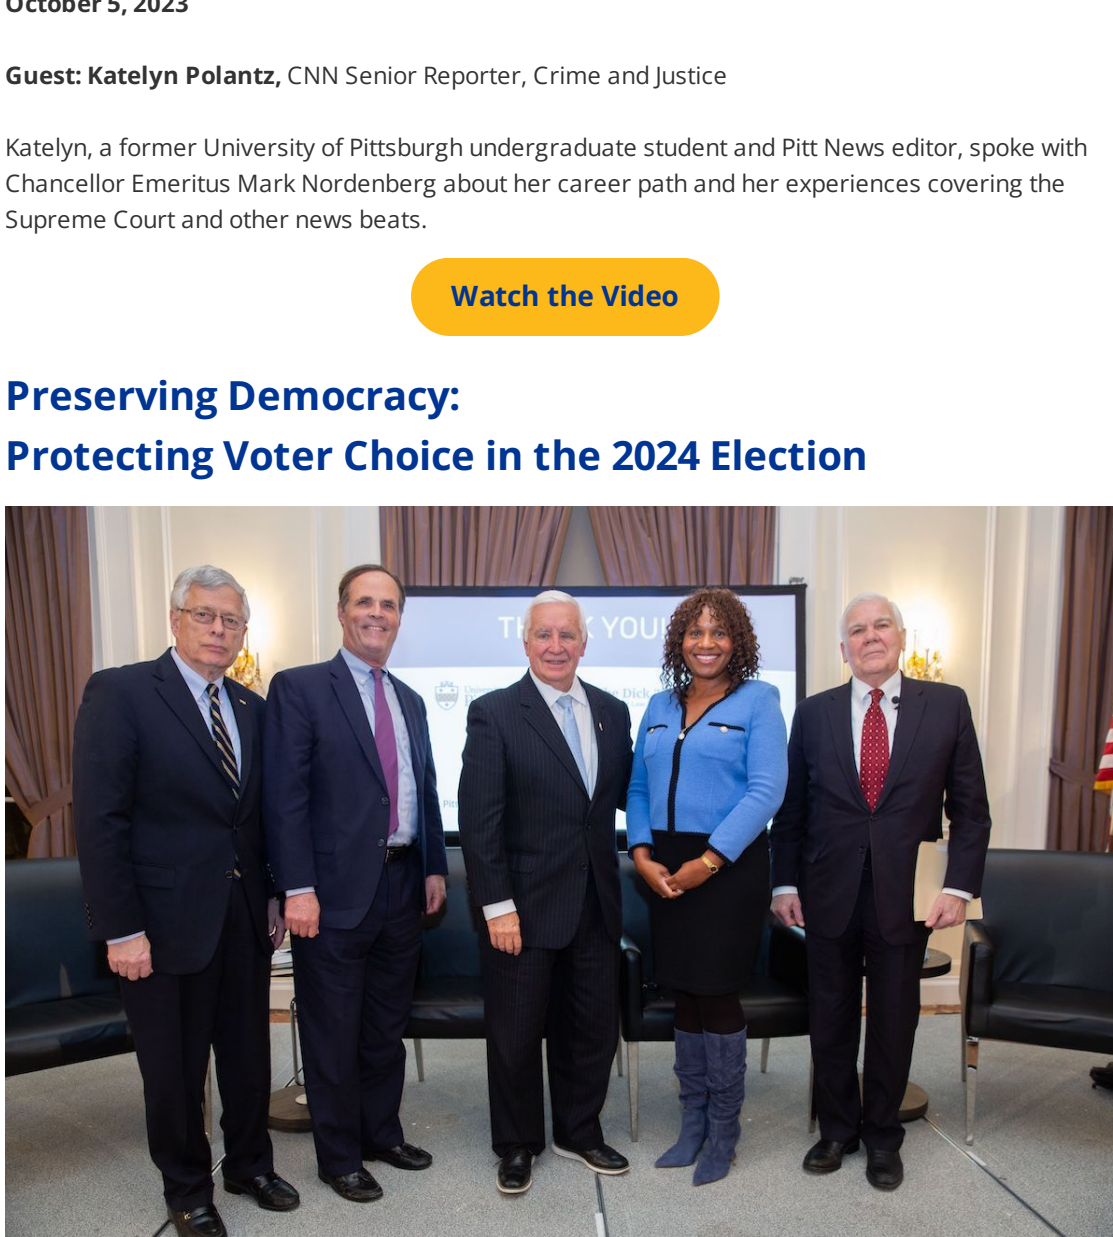 October 5, 2023
Guest: Katelyn Polantz, CNN Senior Reporter, Crime and Justice
Katelyn, a former University of Pittsburgh undergraduate student and Pitt News editor, spoke with
Chancellor Emeritus Mark Nordenberg about her career path and her experiences covering the
Supreme Court and other news beats.
Watch the Video
Preserving Democracy:
Protecting Voter Choice in the 2024 Election
YOU
Dick